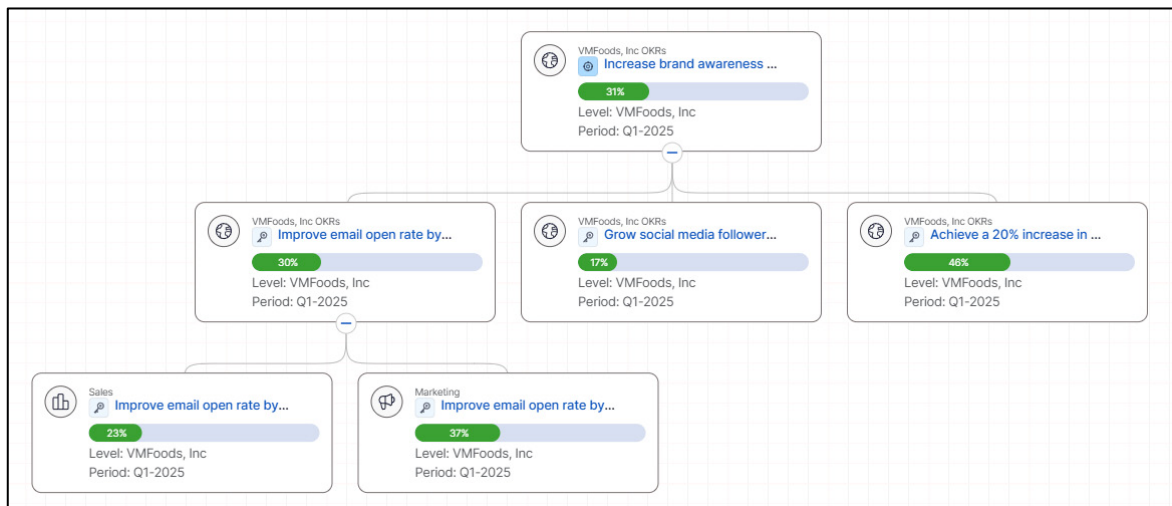 VMFoods, Inc OKRs
Increase brand awareness ...
31%
Level: VMFoods, Inc
Period: Q1-2025
VMFoods, Inc OKRs
Improve email open rate by...
30%
Level: VMFoods, Inc
Period: Q1-2025
VMFoods, Inc OKRs
Grow social media follower...
17%
Level: VMFoods, Inc
Period: Q1-2025
VMFoods, Inc OKRs
Achieve a 20% increase in ...
46%
Level: VMFoods, Inc
Period: Q1-2025
Sales
Improve email open rate by...
23%
Level: VMFoods, Inc
Period: Q1-2025
Marketing
Improve email open rate by...
37%
Level: VMFoods, Inc
Period: Q1-2025